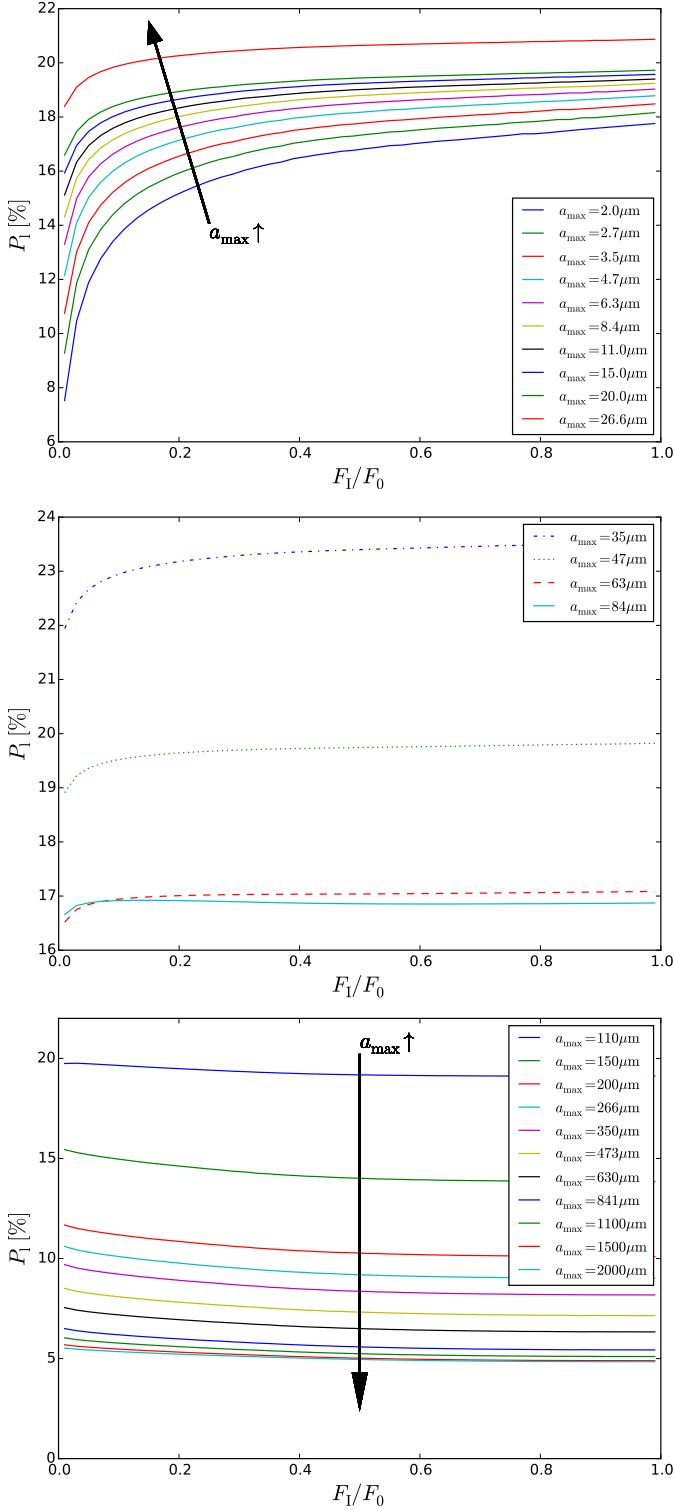 22
20
18
16
14
12
10
8
6
P_l [%]
a_max ↑
a_max = 2.0μm
a_max = 2.7μm
a_max = 3.5μm
a_max = 4.7μm
a_max = 6.3μm
a_max = 8.4μm
a_max = 11.0μm
a_max = 15.0μm
a_max = 20.0μm
a_max = 26.6μm
0.0 0.2 0.4 0.6 0.8 1.0
F_I/F_0
24
23
22
21
20
19
18
17
16
P_l [%]
a_max = 35μm
a_max = 47μm
a_max = 63μm
a_max = 84μm
0.0 0.2 0.4 0.6 0.8 1.0
F_I/F_0
20
15
10
5
0
P_l [%]
a_max ↑
a_max = 110μm
a_max = 150μm
a_max = 200μm
a_max = 266μm
a_max = 350μm
a_max = 473μm
a_max = 630μm
a_max = 841μm
a_max = 1100μm
a_max = 1500μm
a_max = 2000μm
0.0 0.2 0.4 0.6 0.8 1.0
F_I/F_0